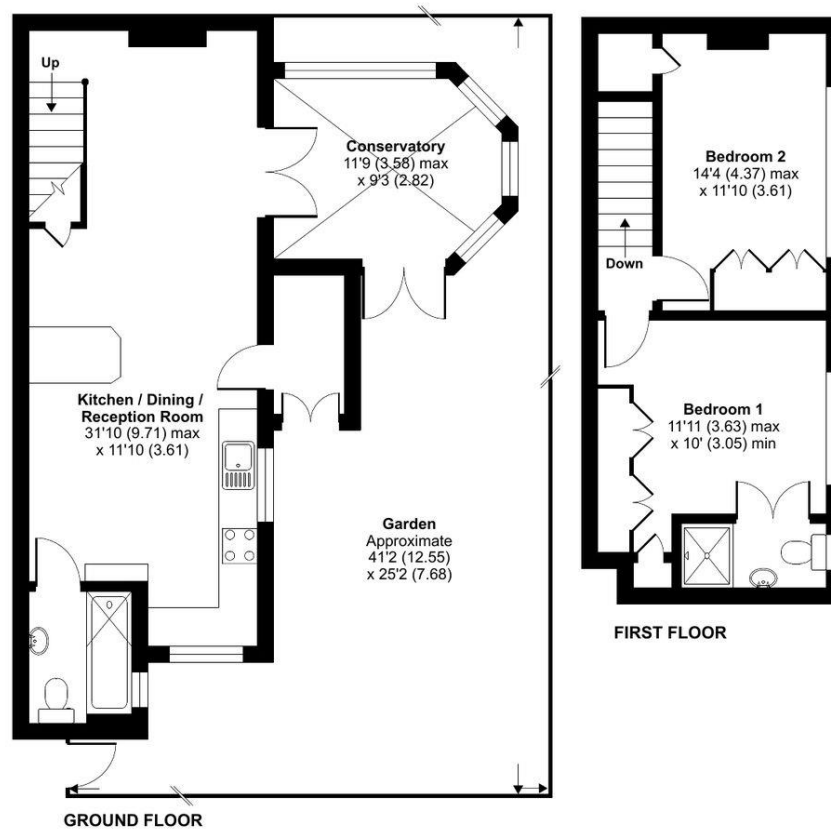 Up
Conservatory
11'9 (3.58) max
x 9'3 (2.82)
Kitchen / Dining /
Reception Room
31'10 (9.71) max
x 11'10 (3.61)
Garden
Approximate
41'2 (12.55)
x 25'2 (7.68)
GROUND FLOOR
Bedroom 2
14'4 (4.37) max
x 11'10 (3.61)
Down
Bedroom 1
11'11 (3.63) max
x 10' (3.05) min
FIRST FLOOR